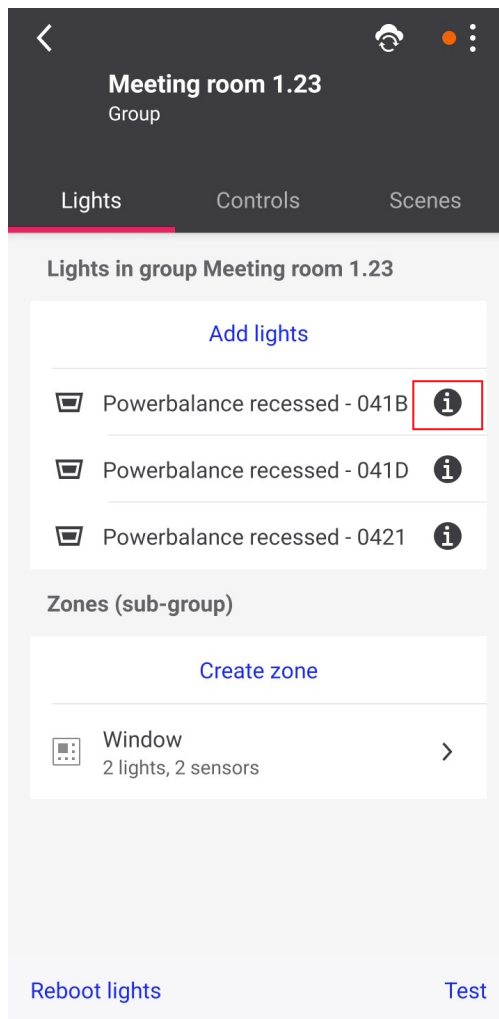 Meeting room 1.23
Group
Lights Controls Scenes
Lights in group Meeting room 1.23
Add lights
Powerbalance recessed - 041B
Powerbalance recessed - 041D
Powerbalance recessed - 0421
Zones (sub-group)
Create zone
Window
2 lights, 2 sensors
Reboot lights Test